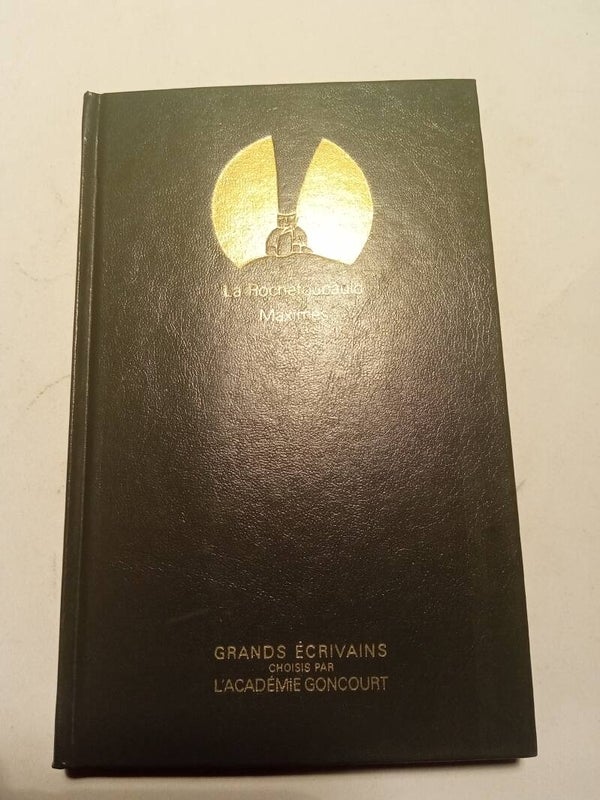 La Rochefoucauld
Maximes
GRANDS ÉCRIVAINS
CHOISIS PAR
L'ACADÉMiE GONCOURT